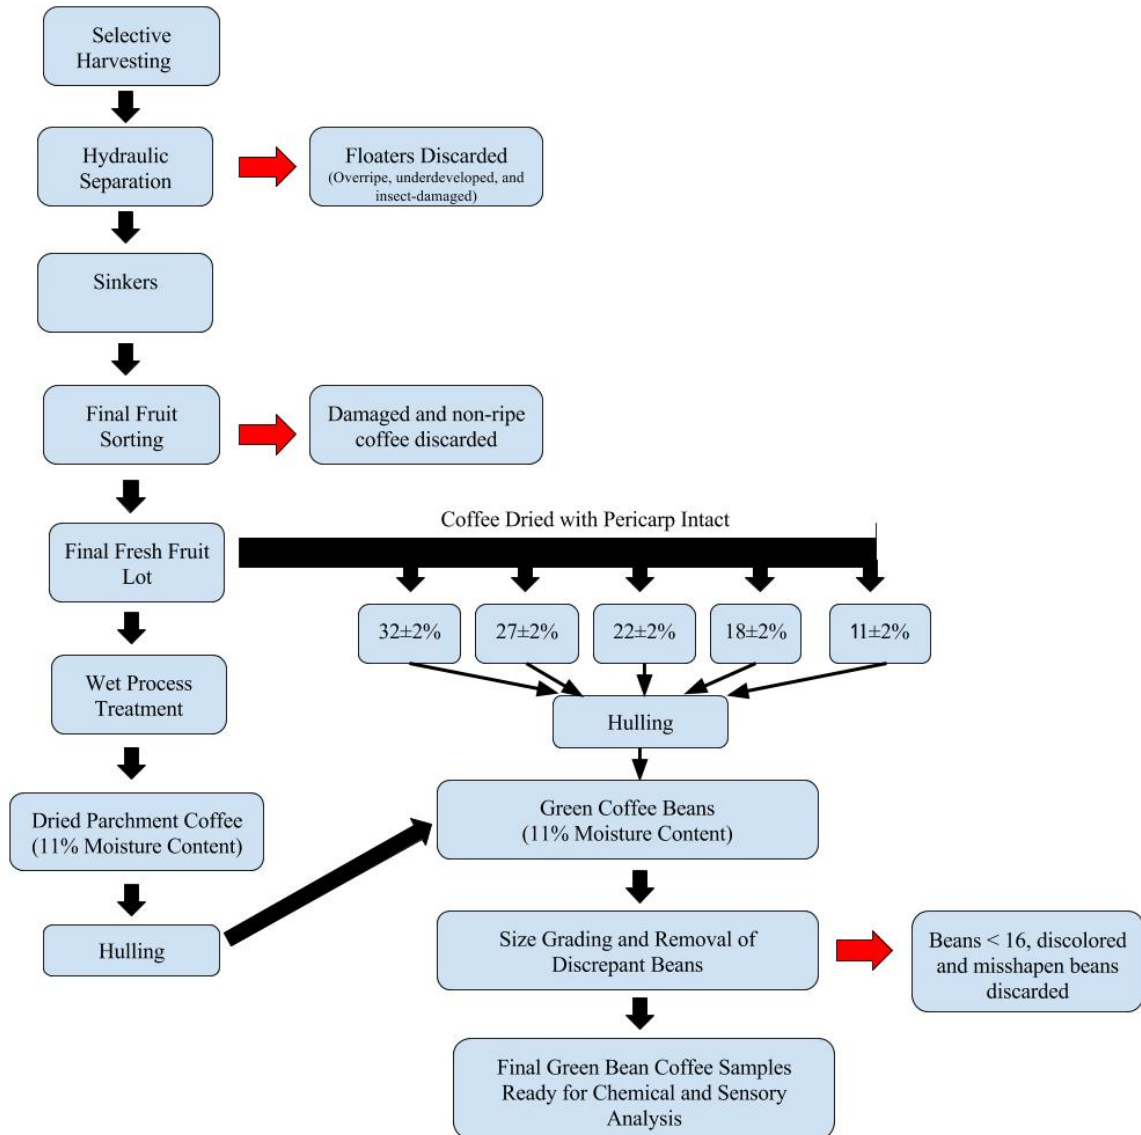 Selective
Harvesting
Hydraulic
Separation
Floaters Discarded
(Overripe, underdeveloped, and
insect-damaged)
Sinkers
Final Fruit
Sorting
Damaged and non-ripe
coffee discarded
Final Fresh Fruit
Lot
Coffee Dried with Pericarp Intact
32±2%
27±2%
22±2%
18±2%
11±2%
Wet Process
Treatment
Hulling
Dried Parchment Coffee
(11% Moisture Content)
Green Coffee Beans
(11% Moisture Content)
Hulling
Size Grading and Removal of
Discrepant Beans
Beans < 16, discolored
and misshapen beans
discarded
Final Green Bean Coffee Samples
Ready for Chemical and Sensory
Analysis